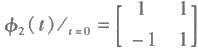 φ₂(t)/ₜ₌₀ = [ 1 1
-1 1 ]